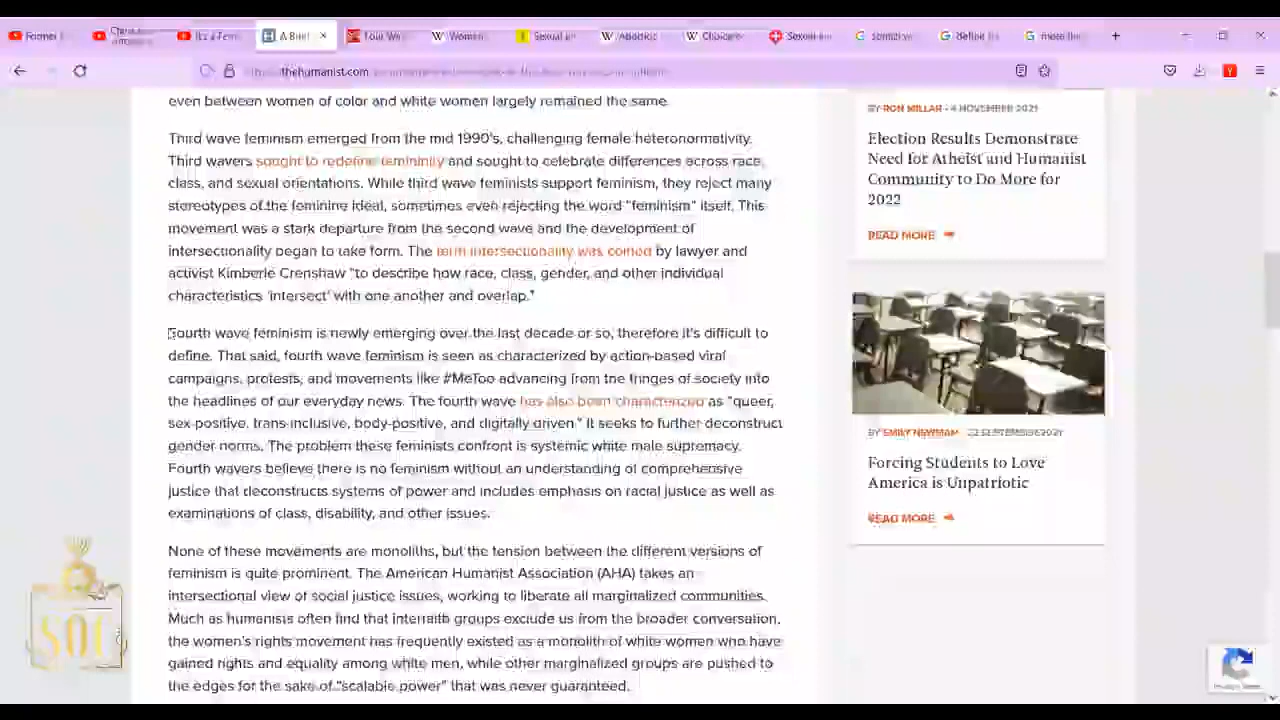 Former
It's a Fem
A Brief
Four Wa
Women
Sexual
Abortio
define
https://thehumanist.com
even between women of color and white women largely remained the same.
Third wave feminism emerged from the mid 1990's, challenging female heteronormativity.
Third wavers sought to redefine femininity and sought to celebrate differences across race,
class, and sexual orientations. While third wave feminists support feminism, they reject many
stereotypes of the feminine ideal, sometimes even rejecting the word "feminism" itself. This
movement was a stark departure from the second wave and the development of
intersectionality began to take form. The term intersectionality was coined by lawyer and
activist Kimberlé Crenshaw "to describe how race, class, gender, and other individual
characteristics 'intersect' with one another and overlap."
Fourth wave feminism is newly emerging over the last decade or so, therefore it's difficult to
define. That said, fourth wave feminism is seen as characterized by action-based viral
campaigns, protests, and movements like #MeToo advancing from the fringes of society into
the headlines of our everyday news. The fourth wave has also been characterized as "queer,
sex-positive, trans-inclusive, body-positive, and digitally driven." It seeks to further deconstruct
gender norms. The problem these feminists confront is systemic white male supremacy.
Fourth wavers believe there is no feminism without an understanding of comprehensive
justice that deconstructs systems of power and includes emphasis on racial justice as well as
examinations of class, disability, and other issues.
None of these movements are monoliths, but the tension between the different versions of
feminism is quite prominent. The American Humanist Association (AHA) takes an
intersectional view of social justice issues, working to liberate all marginalized communities.
Much as humanists often find that interfaith groups exclude us from the broader conversation,
the women's rights movement has frequently existed as a monolith of white women who have
gained rights and equality among white men, while other marginalized groups are pushed to
the edges for the sake of "scalable power" that was never guaranteed.
BY RON MILLAR • 4 NOVEMBER 2021
Election Results Demonstrate
Need for Atheist and Humanist
Community to Do More for
2022
READ MORE
BY EMILY NEWMAN • 22 SEPTEMBER 2021
Forcing Students to Love
America is Unpatriotic
READ MORE